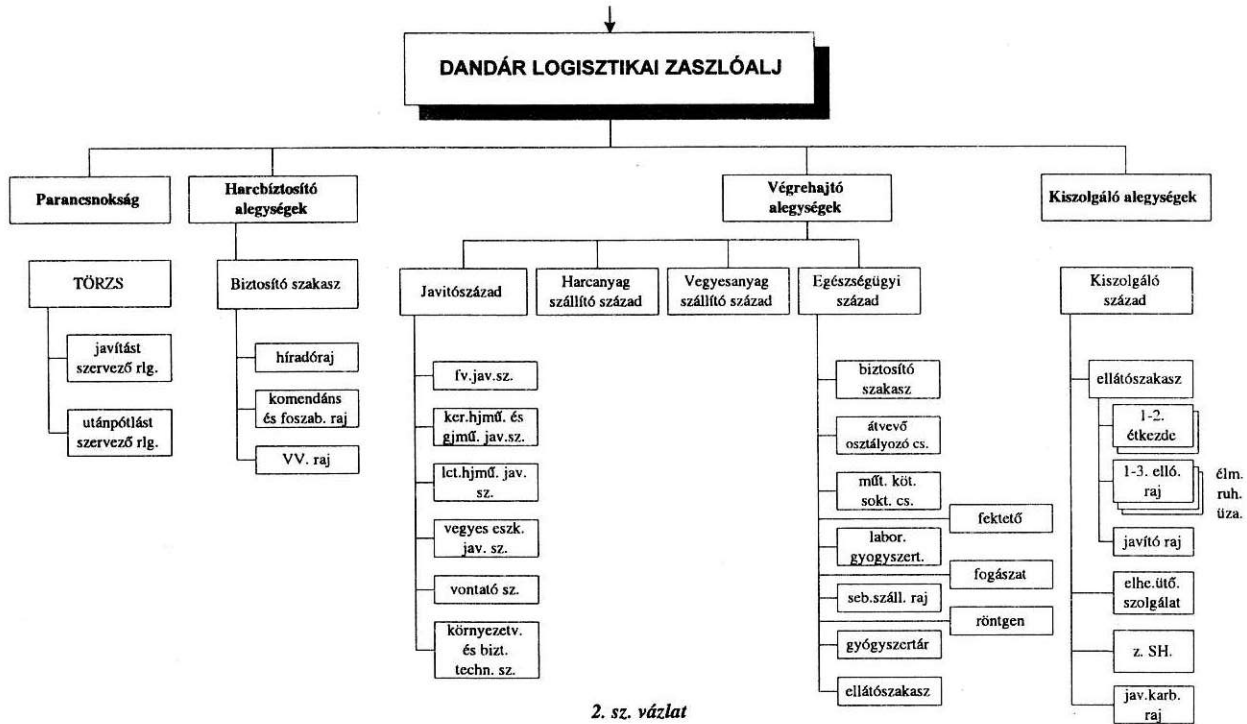 DANDÁR LOGISZTIKAI ZASZLÓALJ
Parancsnokság
Harcbíztosító
alegységek
Végrehajtó
alegységek
Kiszolgáló alegységek
TÖRZS
javítást
szervező rlg.
utánpótlást
szervező rlg.
Biztosító szakasz
híradóraj
komendáns
és foszab. raj
VV. raj
Javitószázad
fv.jav.sz.
ker.hjmű. és
gjmű. jav.sz.
lct.hjmű. jav.
sz.
vegyes eszk.
jav. sz.
vontató sz.
környezetv.
és bizt.
techn. sz.
Harcanyag
szállító század
Vegyesanyag
szállító század
Egészségügyi
század
biztosító
szakasz
átvevő
osztályozó cs.
műt. köt.
sokt. cs.
fektető
labor.
gyogyszert.
fogászat
seb.száll. raj
röntgen
gyógyszertár
ellátószakasz
Kiszolgáló
század
ellátószakasz
1-2.
étkezde
1-3. elló.
raj
élm.
ruh.
üza.
javító raj
elhe.ütő.
szolgálat
z. SH.
jav.karb.
raj
2. sz. vázlat